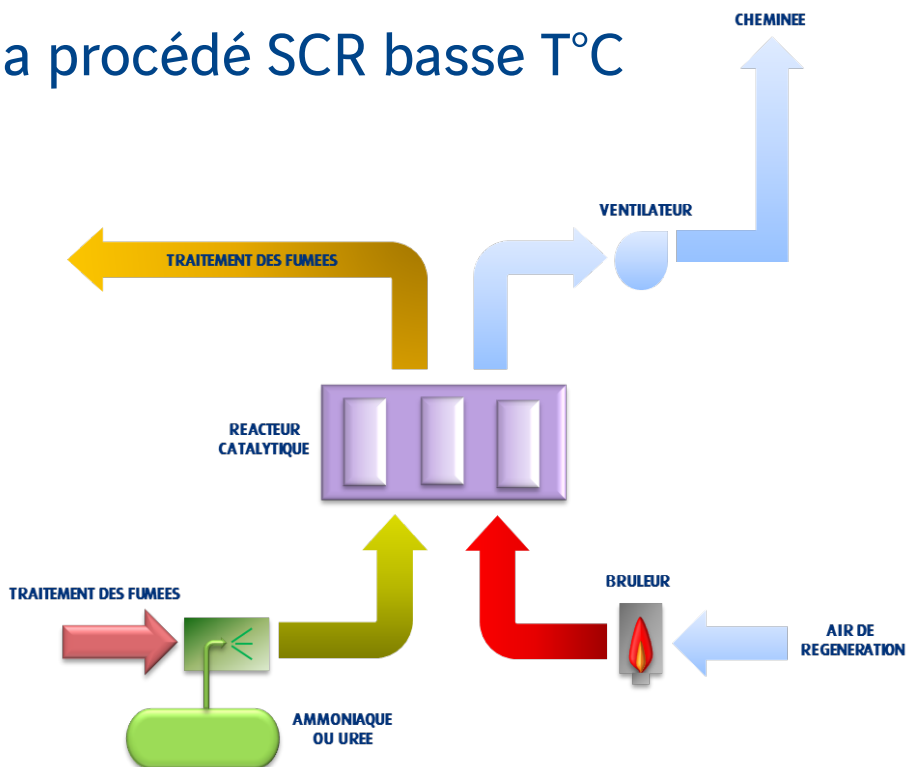 a procédé SCR basse T°C
CHEMINEE
VENTILATEUR
TRAITEMENT DES FUMEES
REACTEUR
CATALYTIQUE
TRAITEMENT DES FUMEES
BRULEUR
AIR DE
REGENERATION
AMMONIAQUE
OU UREE